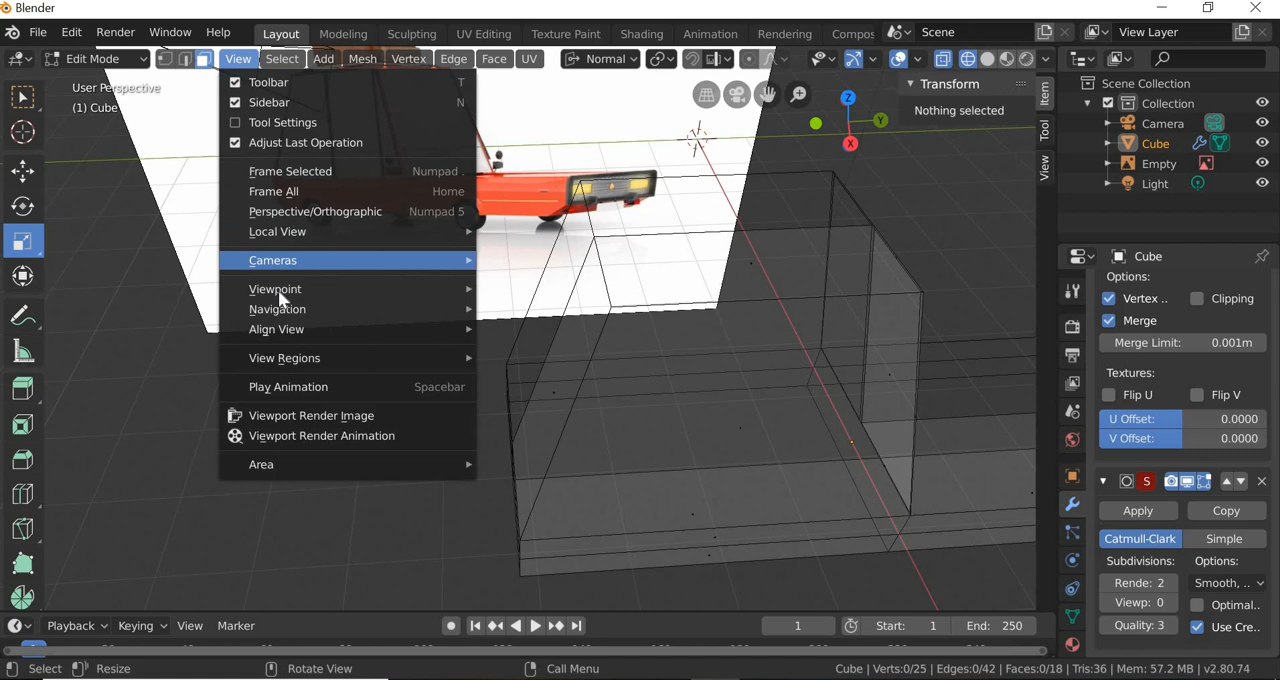 Blender
File Edit Render Window Help Layout Modeling Sculpting UV Editing Texture Paint Shading Animation Rendering Compos Scene View Layer
Edit Mode View Select Add Mesh Vertex Edge Face UV Normal
User Perspective
(1) Cube
Toolbar T
Sidebar N
Tool Settings
Adjust Last Operation
Frame Selected Numpad .
Frame All Home
Perspective/Orthographic Numpad 5
Local View
Cameras
Viewpoint
Navigation
Align View
View Regions
Play Animation Spacebar
Viewport Render Image
Viewport Render Animation
Area
Z
Y
X
Transform
Nothing selected
Item
Tool
View
Scene Collection
Collection
Camera
Cube
Empty
Light
Cube
Options:
Vertex .. Clipping
Merge
Merge Limit: 0.001m
Textures:
Flip U Flip V
U Offset: 0.0000
V Offset: 0.0000
S
Apply Copy
Catmull-Clark Simple
Subdivisions: Options:
Rende: 2 Smooth, ..
Viewp: 0 Optimal..
Quality: 3 Use Cre..
Playback Keying View Marker 1 Start: 1 End: 250
Select Resize Rotate View Call Menu Cube | Verts:0/25 | Edges:0/42 | Faces:0/18 | Tris:36 | Mem: 57.2 MB | v2.80.74